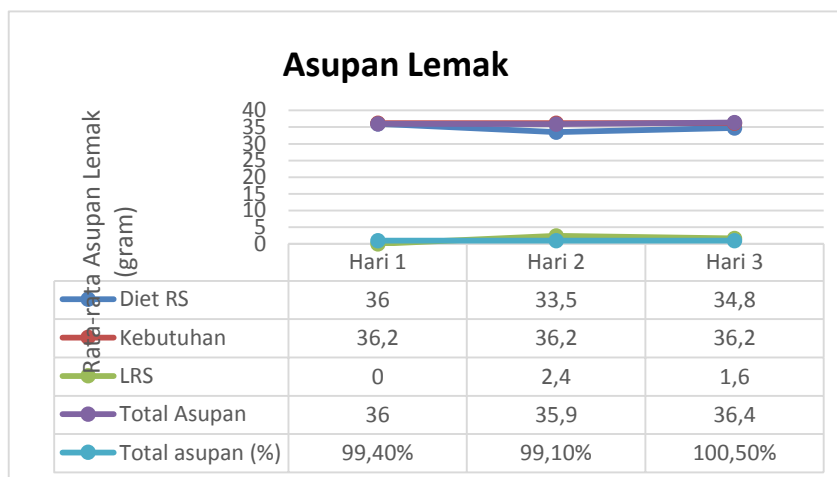 Asupan Lemak
Rata-rata Asupan Lemak
(gram)
40
35
30
25
20
15
10
5
0
Hari 1 Hari 2 Hari 3
Diet RS 36 33,5 34,8
Kebutuhan 36,2 36,2 36,2
LRS 0 2,4 1,6
Total Asupan 36 35,9 36,4
Total asupan (%) 99,40% 99,10% 100,50%